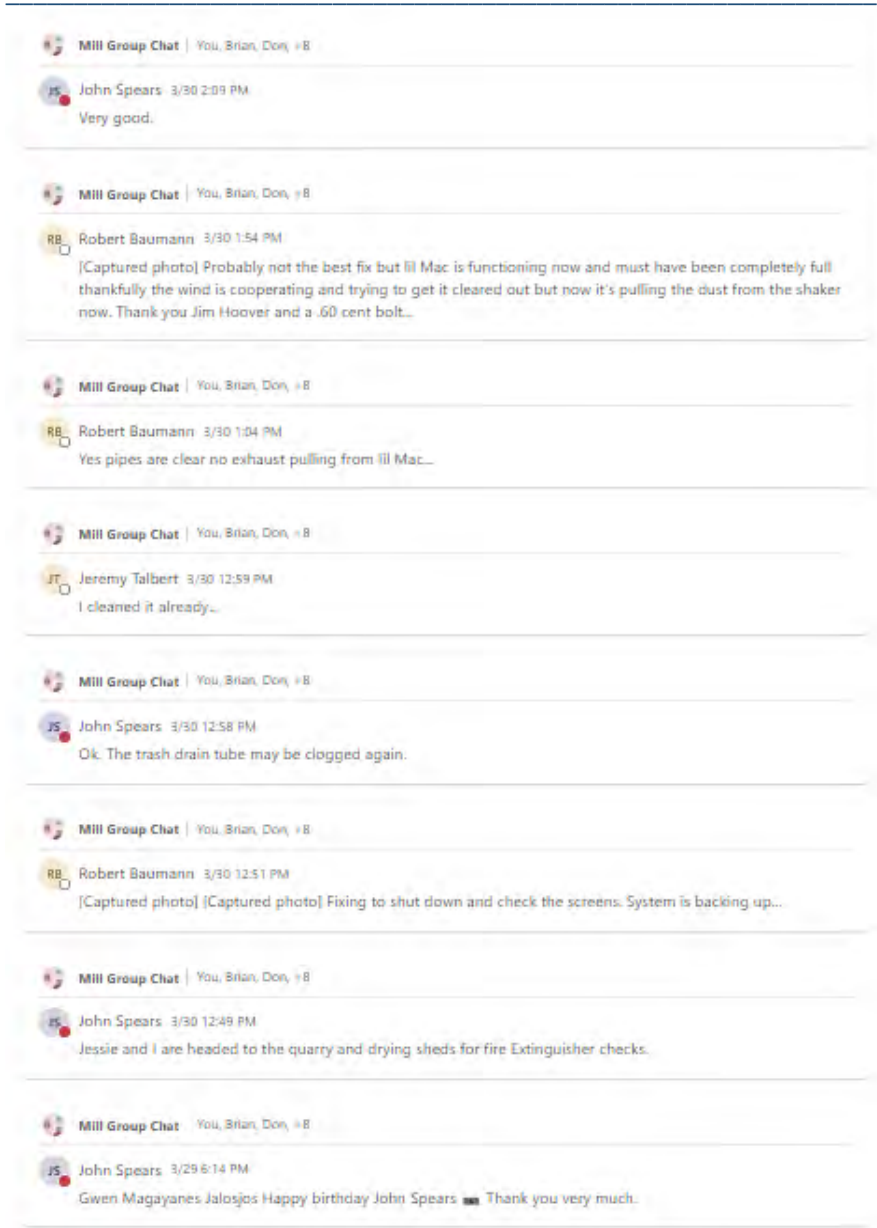 Mill Group Chat | You, Brian, Don, +8
JS John Spears 3/30 2:09 PM
Very good.
Mill Group Chat | You, Brian, Don, +8
RB Robert Baumann 3/30 1:54 PM
[Captured photo] Probably not the best fix but lil Mac is functioning now and must have been completely full
thankfully the wind is cooperating and trying to get it cleared out but now it's pulling the dust from the shaker
now. Thank you Jim Hoover and a .60 cent bolt...
Mill Group Chat | You, Brian, Don, +8
RB Robert Baumann 3/30 1:04 PM
Yes pipes are clear no exhaust pulling from lil Mac...
Mill Group Chat | You, Brian, Don, +8
JT Jeremy Talbert 3/30 12:59 PM
I cleaned it already...
Mill Group Chat | You, Brian, Don, +8
JS John Spears 3/30 12:58 PM
Ok. The trash drain tube may be clogged again.
Mill Group Chat | You, Brian, Don, +8
RB Robert Baumann 3/30 12:51 PM
[Captured photo] [Captured photo] Fixing to shut down and check the screens. System is backing up...
Mill Group Chat | You, Brian, Don, +8
JS John Spears 3/30 12:49 PM
Jessie and I are headed to the quarry and drying sheds for fire Extinguisher checks.
Mill Group Chat You, Brian, Don, +8
JS John Spears 3/29 6:14 PM
Gwen Magayanes Jalosjos Happy birthday John Spears Thank you very much.